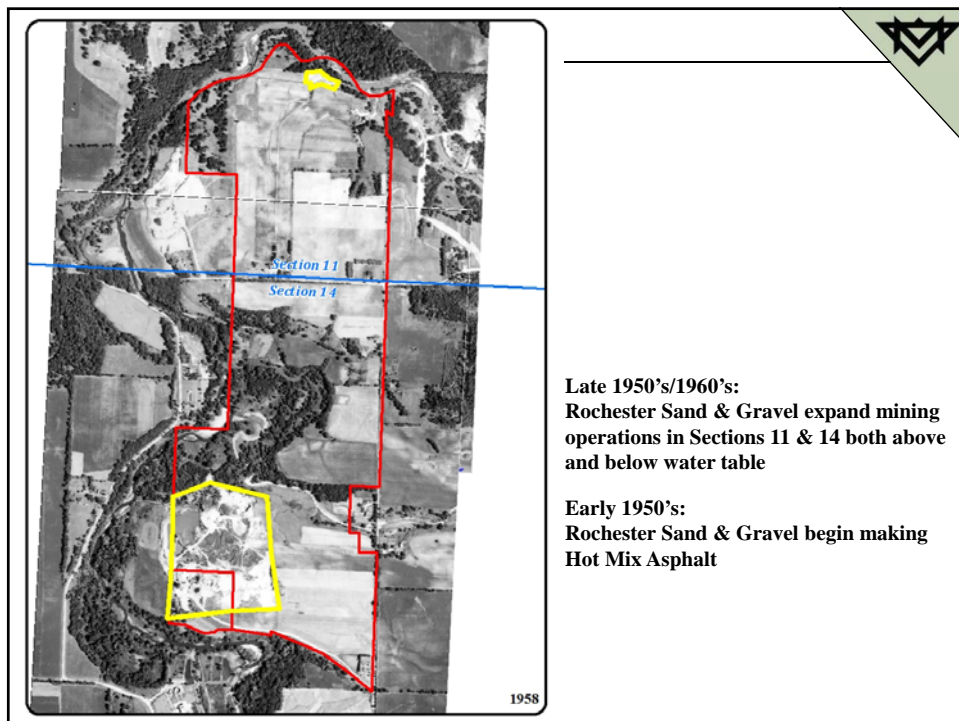 Section 11
Section 14
1958
Late 1950's/1960's:
Rochester Sand & Gravel expand mining
operations in Sections 11 & 14 both above
and below water table
Early 1950's:
Rochester Sand & Gravel begin making
Hot Mix Asphalt